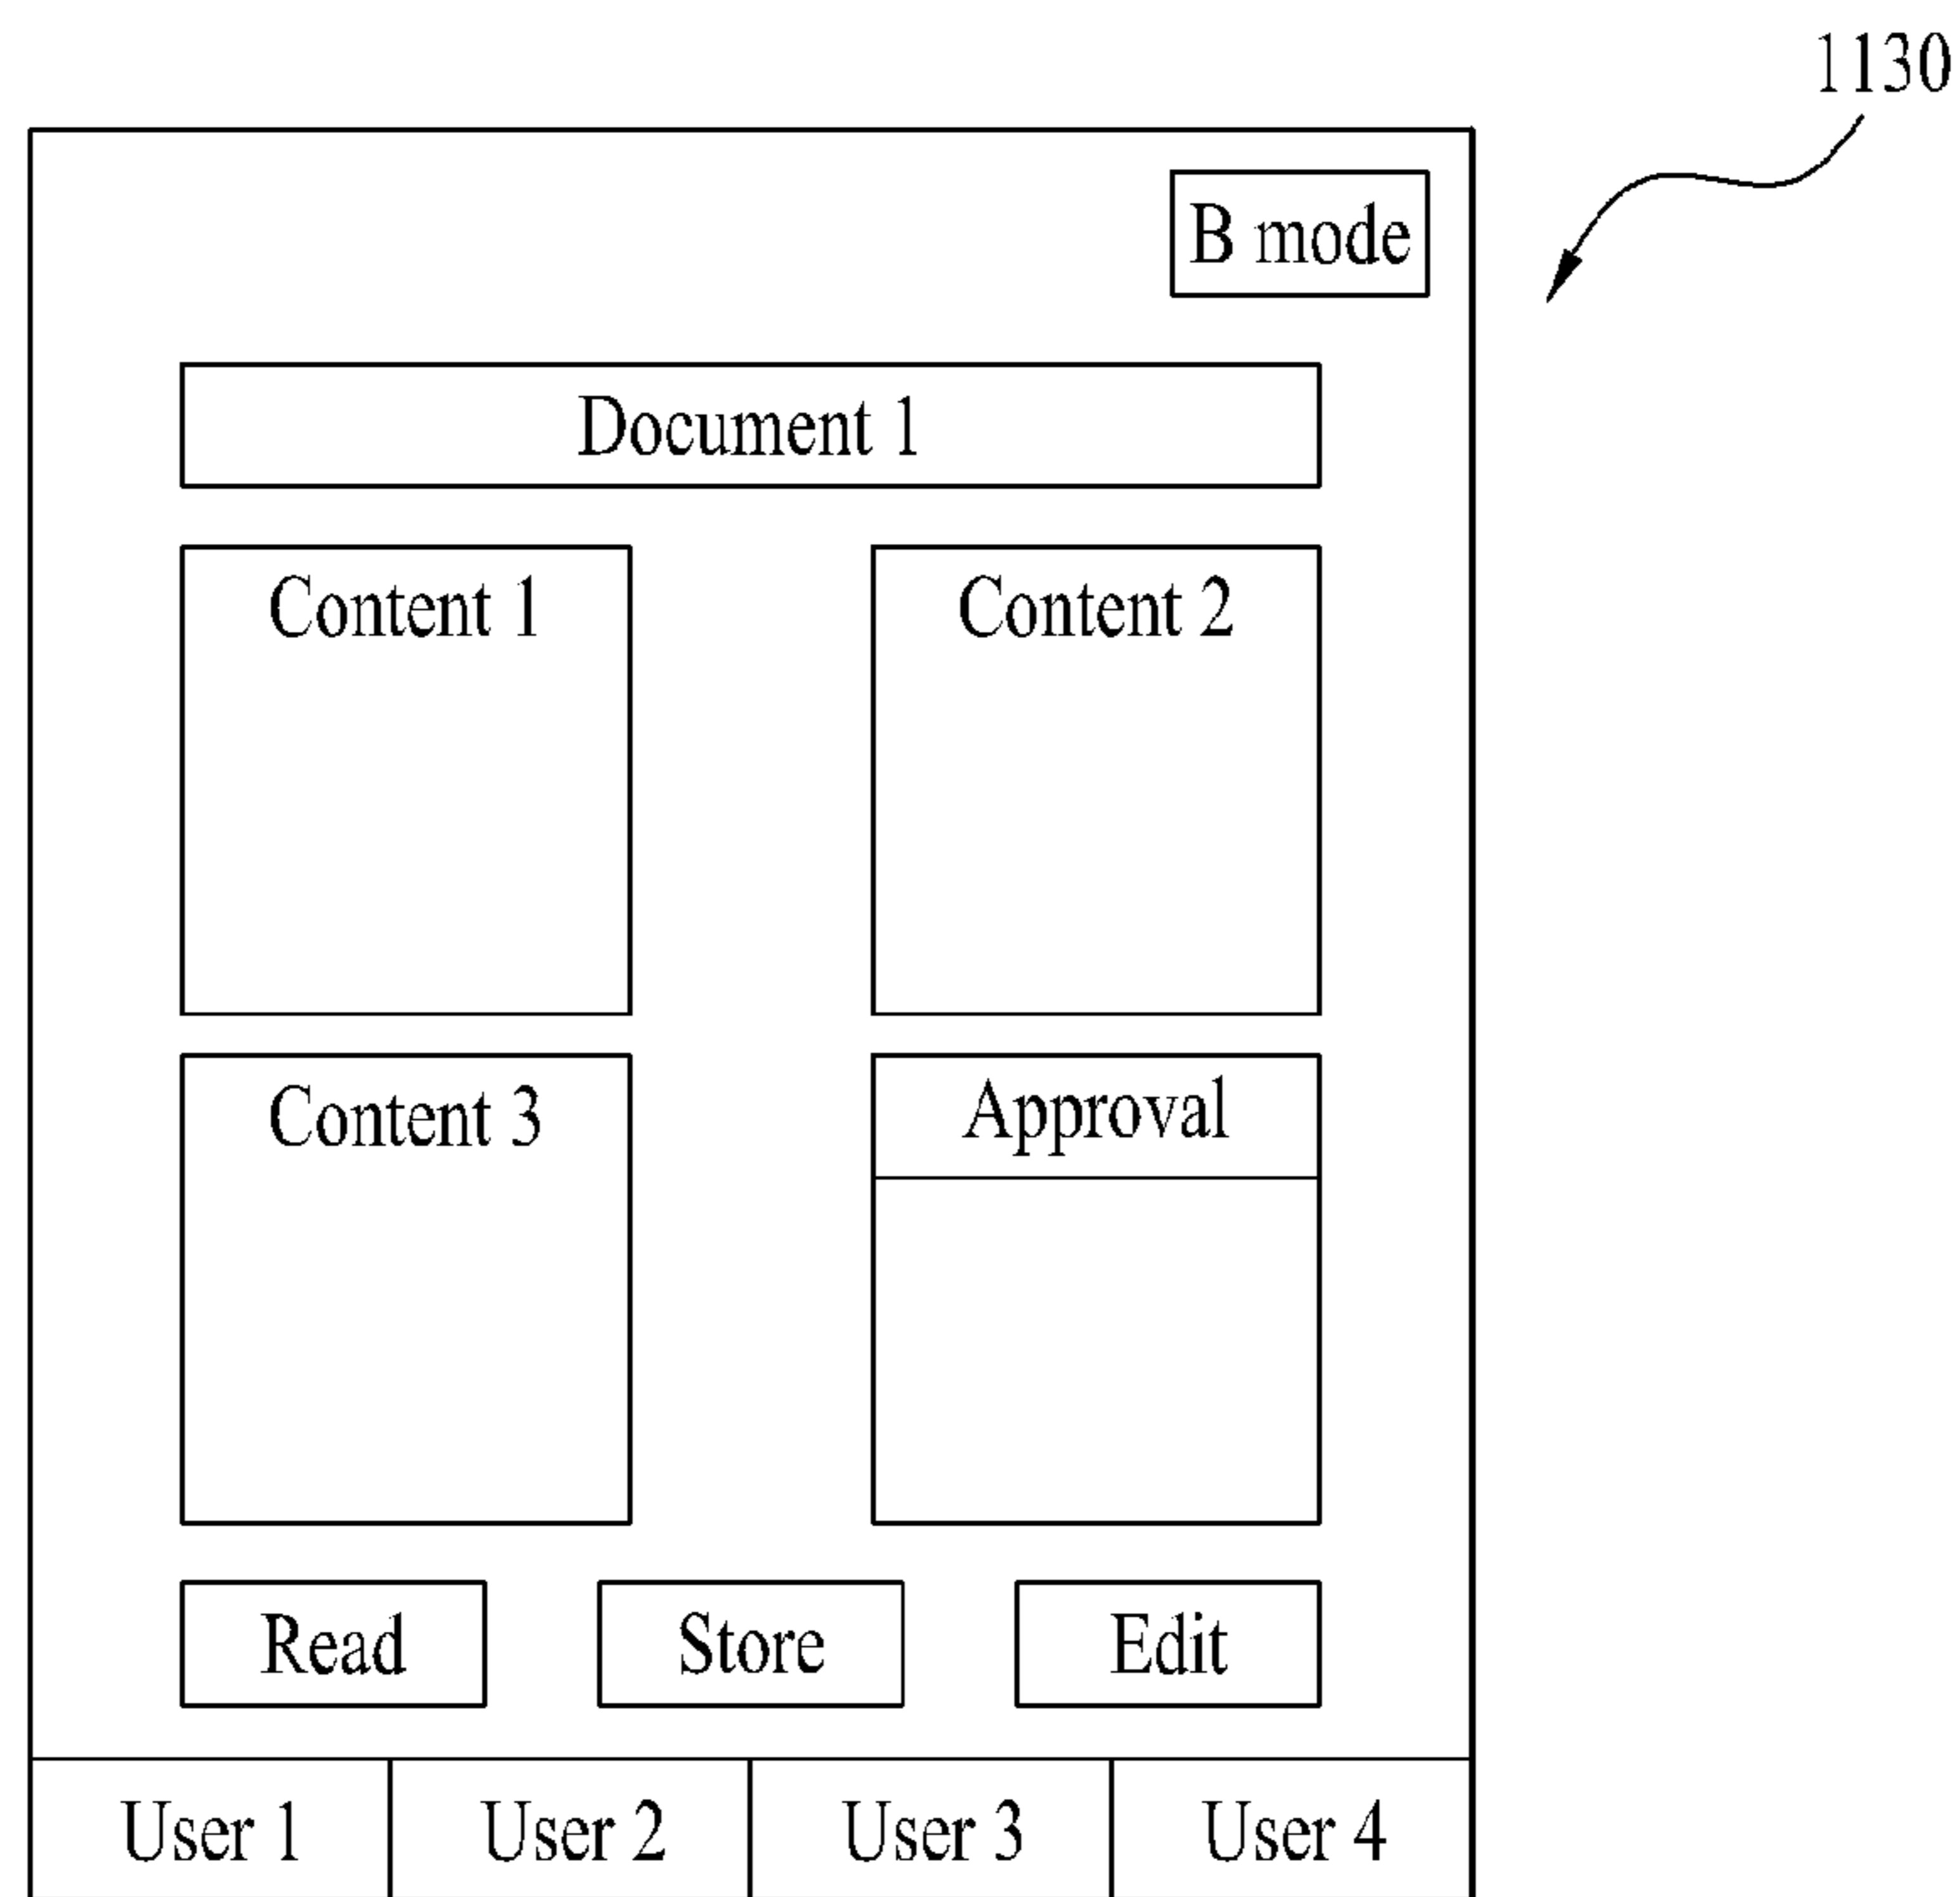 1130
B mode
Document 1
Content 1
Content 2
Content 3
Approval
Read
Store
Edit
User 1
User 2
User 3
User 4